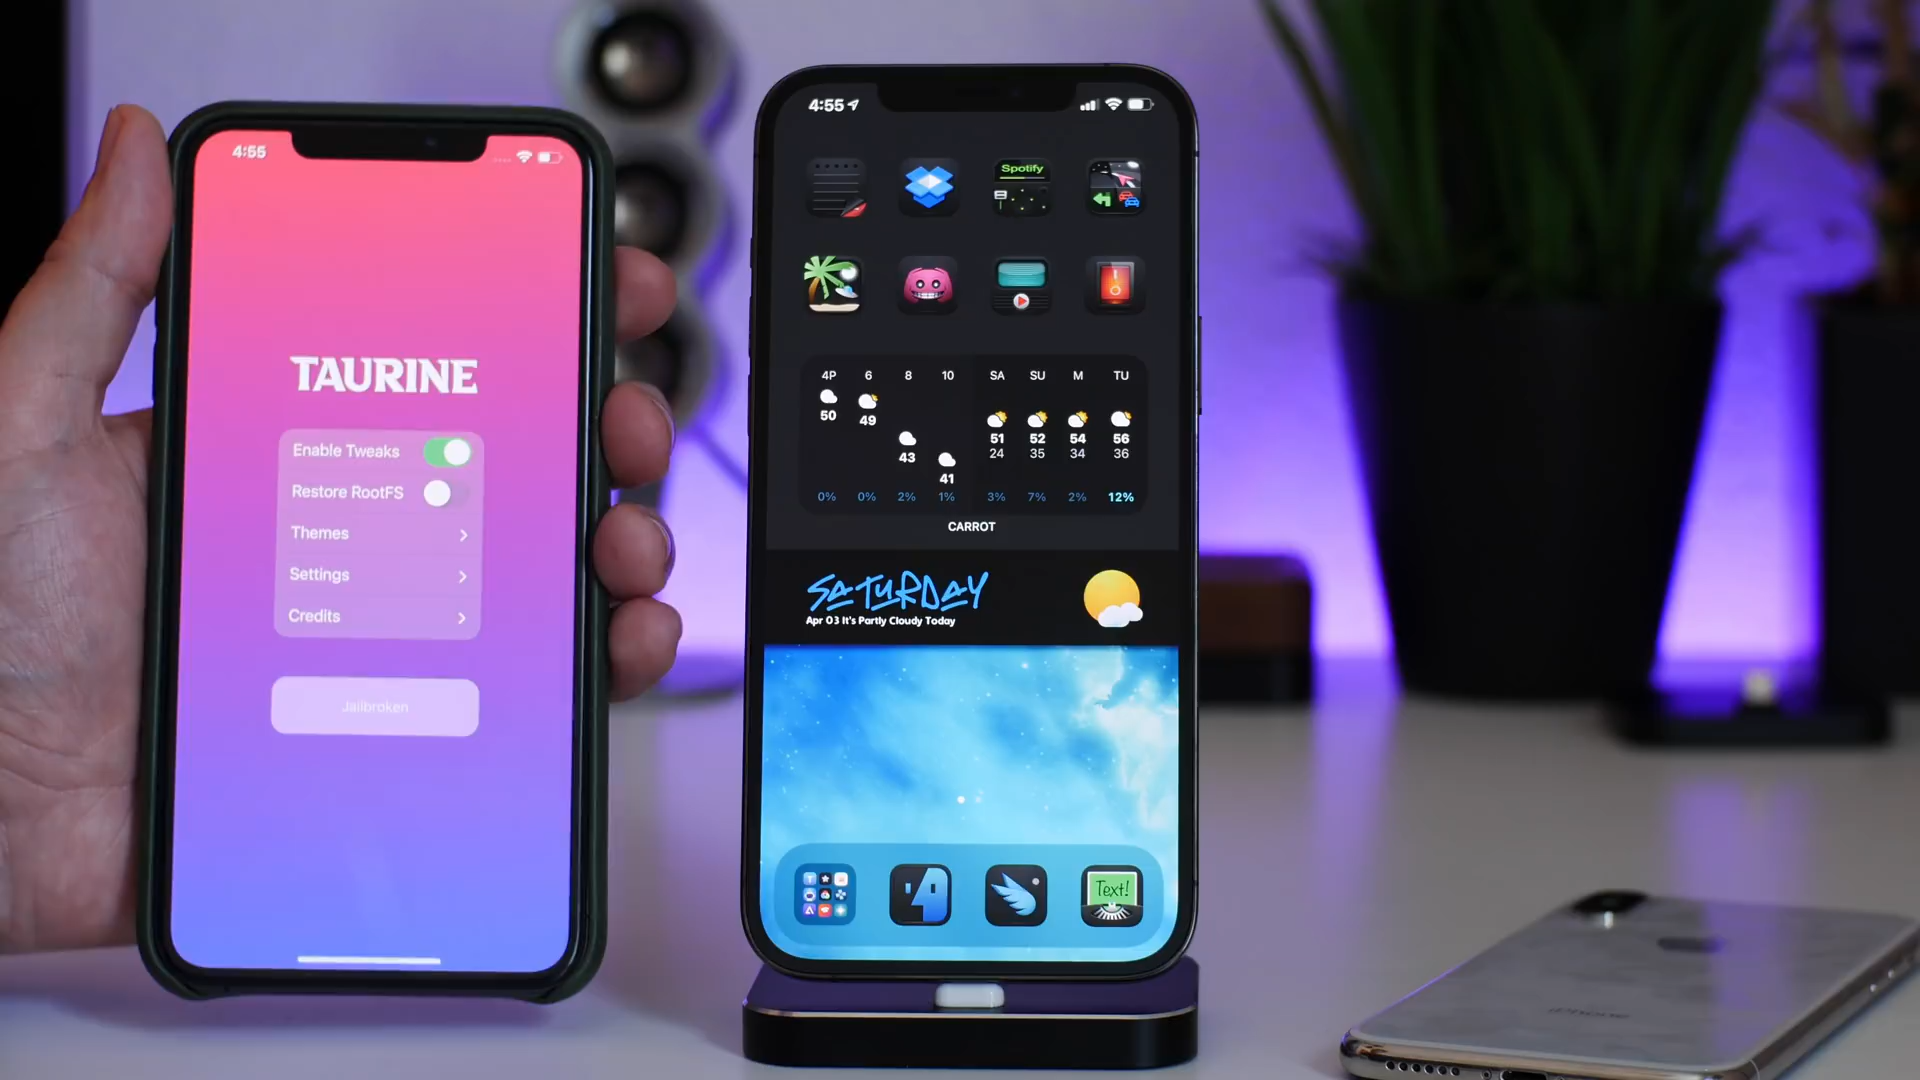 4:55
TAURINE
Enable Tweaks
Restore RootFS
Themes
Settings
Credits
Jailbroken
4:55
Spotify
4P 6 8 10 SA SU M TU
50 49 43 41 51 52 54 56
24 35 34 36
0% 0% 2% 1% 3% 7% 2% 12%
CARROT
SATURDAY
Apr 03 It's Partly Cloudy Today
Text!
iPhone